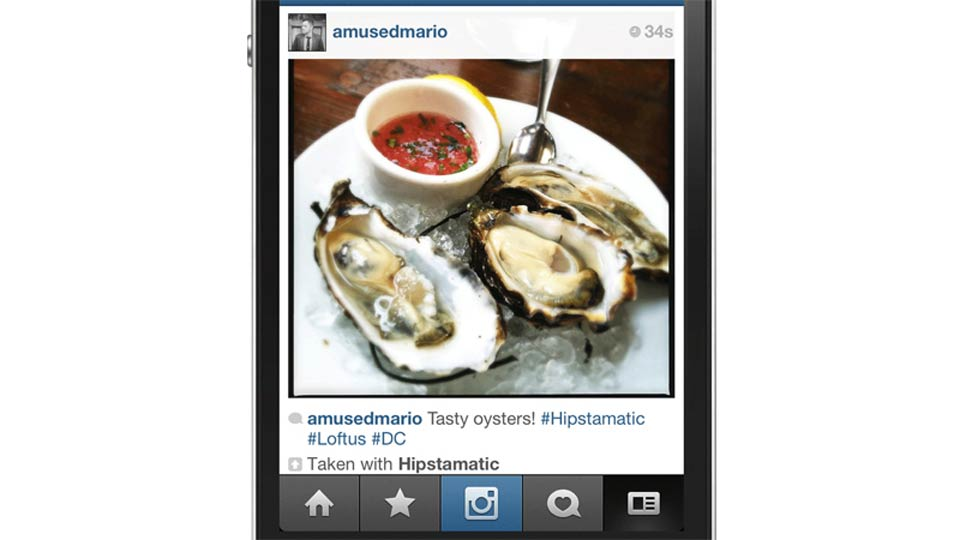 amusedmario 34s
amusedmario Tasty oysters! #Hipstamatic
#Loftus #DC
Taken with Hipstamatic